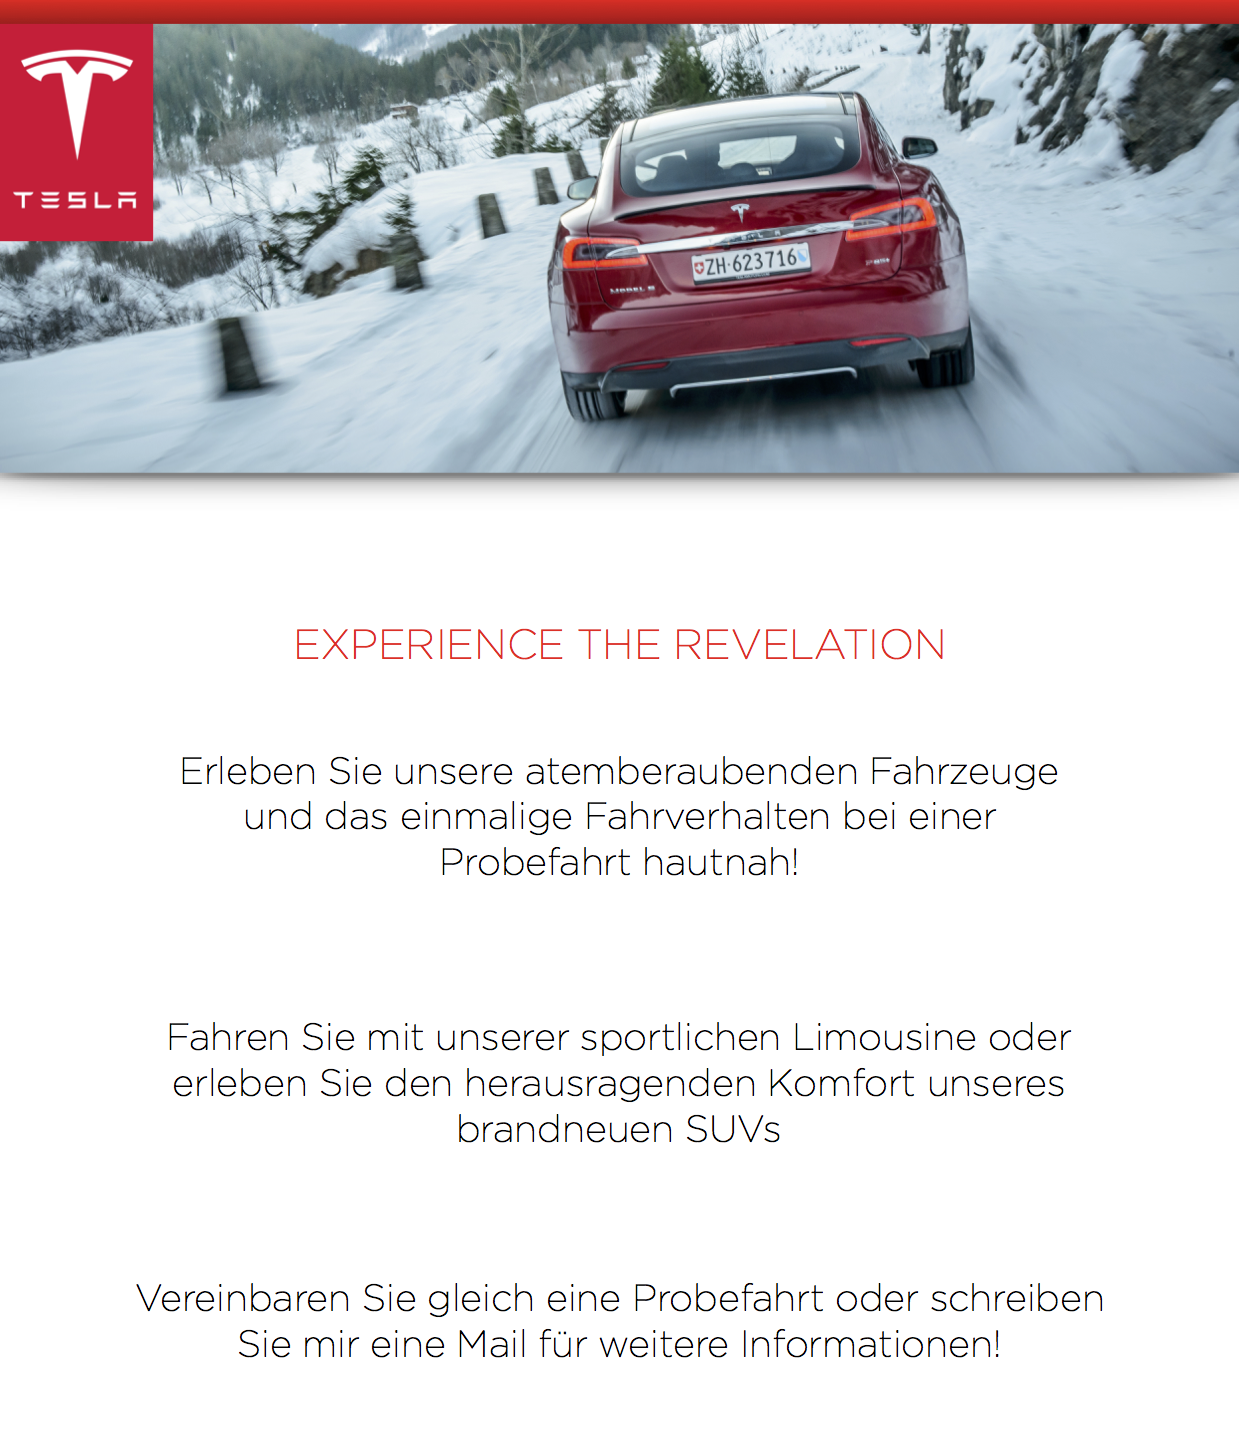 TESLA
ZH·623716
MODEL S
P85+
EXPERIENCE THE REVELATION
Erleben Sie unsere atemberaubenden Fahrzeuge
und das einmalige Fahrverhalten bei einer
Probefahrt hautnah!
Fahren Sie mit unserer sportlichen Limousine oder
erleben Sie den herausragenden Komfort unseres
brandneuen SUVs
Vereinbaren Sie gleich eine Probefahrt oder schreiben
Sie mir eine Mail für weitere Informationen!